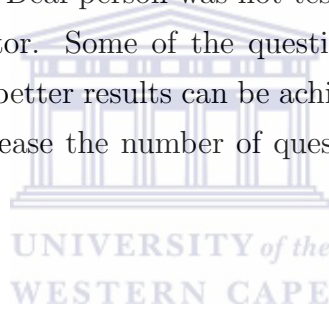 Deaf person was not tes
tor. Some of the questi
better results can be achi
ease the number of ques
UNIVERSITY of the
WESTERN CAPE